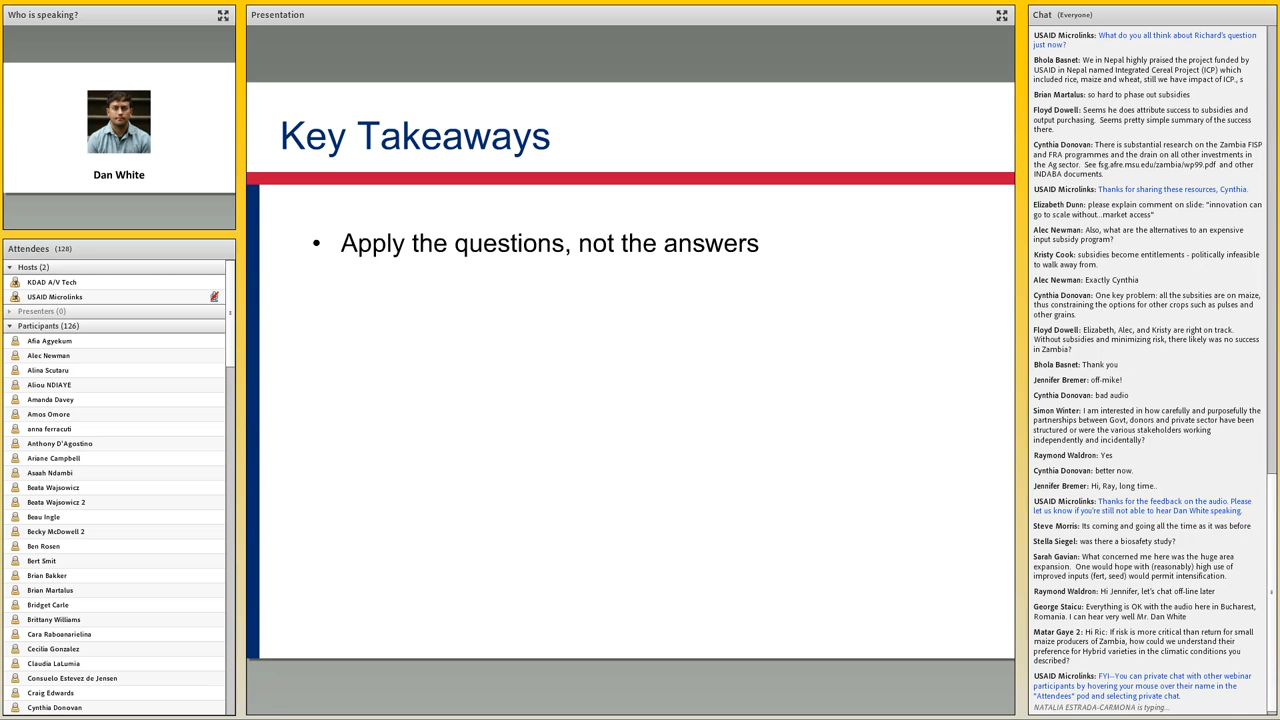 Who is speaking?
Dan White
Attendees (128)
Hosts (2)
KDAD A/V Tech
USAID Microlinks
Presenters (0)
Participants (126)
Afia Agyekum
Alec Newman
Alina Scutaru
Aliou NDIAYE
Amanda Davey
Amos Omore
anna ferracuti
Anthony D'Agostino
Ariane Campbell
Asaah Ndambi
Beata Wajsowicz
Beata Wajsowicz 2
Beau Ingle
Becky McDowell 2
Ben Rosen
Bert Smit
Brian Bakker
Brian Martalus
Bridget Carle
Brittany Williams
Cara Raboanarielina
Cecilia Gonzalez
Claudia LaLumia
Consuelo Estevez de Jensen
Craig Edwards
Cynthia Donovan
Presentation
Key Takeaways
• Apply the questions, not the answers
Chat (Everyone)
USAID Microlinks: What do you all think about Richard's question
just now?
Bhola Basnet: We in Nepal highly praised the project funded by
USAID in Nepal named Integrated Cereal Project (ICP) which
included rice, maize and wheat, still we have impact of ICP., s
Brian Martalus: so hard to phase out subsidies
Floyd Dowell: Seems he does attribute success to subsidies and
output purchasing. Seems pretty simple summary of the success
there.
Cynthia Donovan: There is substantial research on the Zambia FISP
and FRA programmes and the drain on all other investments in
the Ag sector. See fsg.afre.msu.edu/zambia/wp99.pdf and other
INDABA documents.
USAID Microlinks: Thanks for sharing these resources, Cynthia.
Elizabeth Dunn: please explain comment on slide: "innovation can
go to scale without...market access"
Alec Newman: Also, what are the alternatives to an expensive
input subsidy program?
Kristy Cook: subsidies become entitlements - politically infeasible
to walk away from.
Alec Newman: Exactly Cynthia
Cynthia Donovan: One key problem: all the subsities are on maize,
thus constraining the options for other crops such as pulses and
other grains.
Floyd Dowell: Elizabeth, Alec, and Kristy are right on track.
Without subsidies and minimizing risk, there likely was no success
in Zambia?
Bhola Basnet: Thank you
Jennifer Bremer: off-mike!
Cynthia Donovan: bad audio
Simon Winter: I am interested in how carefully and purposefully the
partnerships between Govt, donors and private sector have been
structured or were the various stakeholders working
independently and incidentally?
Raymond Waldron: Yes
Cynthia Donovan: better now.
Jennifer Bremer: Hi, Ray, long time..
USAID Microlinks: Thanks for the feedback on the audio. Please
let us know if you're still not able to hear Dan White speaking.
Steve Morris: Its coming and going all the time as it was before
Stella Siegel: was there a biosafety study?
Sarah Gavian: What concerned me here was the huge area
expansion. One would hope with (reasonably) high use of
improved inputs (fert, seed) would permit intensification.
Raymond Waldron: Hi Jennifer, let's chat off-line later
George Staicu: Everything is OK with the audio here in Bucharest,
Romania. I can hear very well Mr. Dan White
Matar Gaye 2: Hi Ric: If risk is more critical than return for small
maize producers of Zambia, how could we understand their
preference for Hybrid varieties in the climatic conditions you
described?
USAID Microlinks: FYI--You can private chat with other webinar
participants by hovering your mouse over their name in the
"Attendees" pod and selecting private chat.
NATALIA ESTRADA-CARMONA is typing...